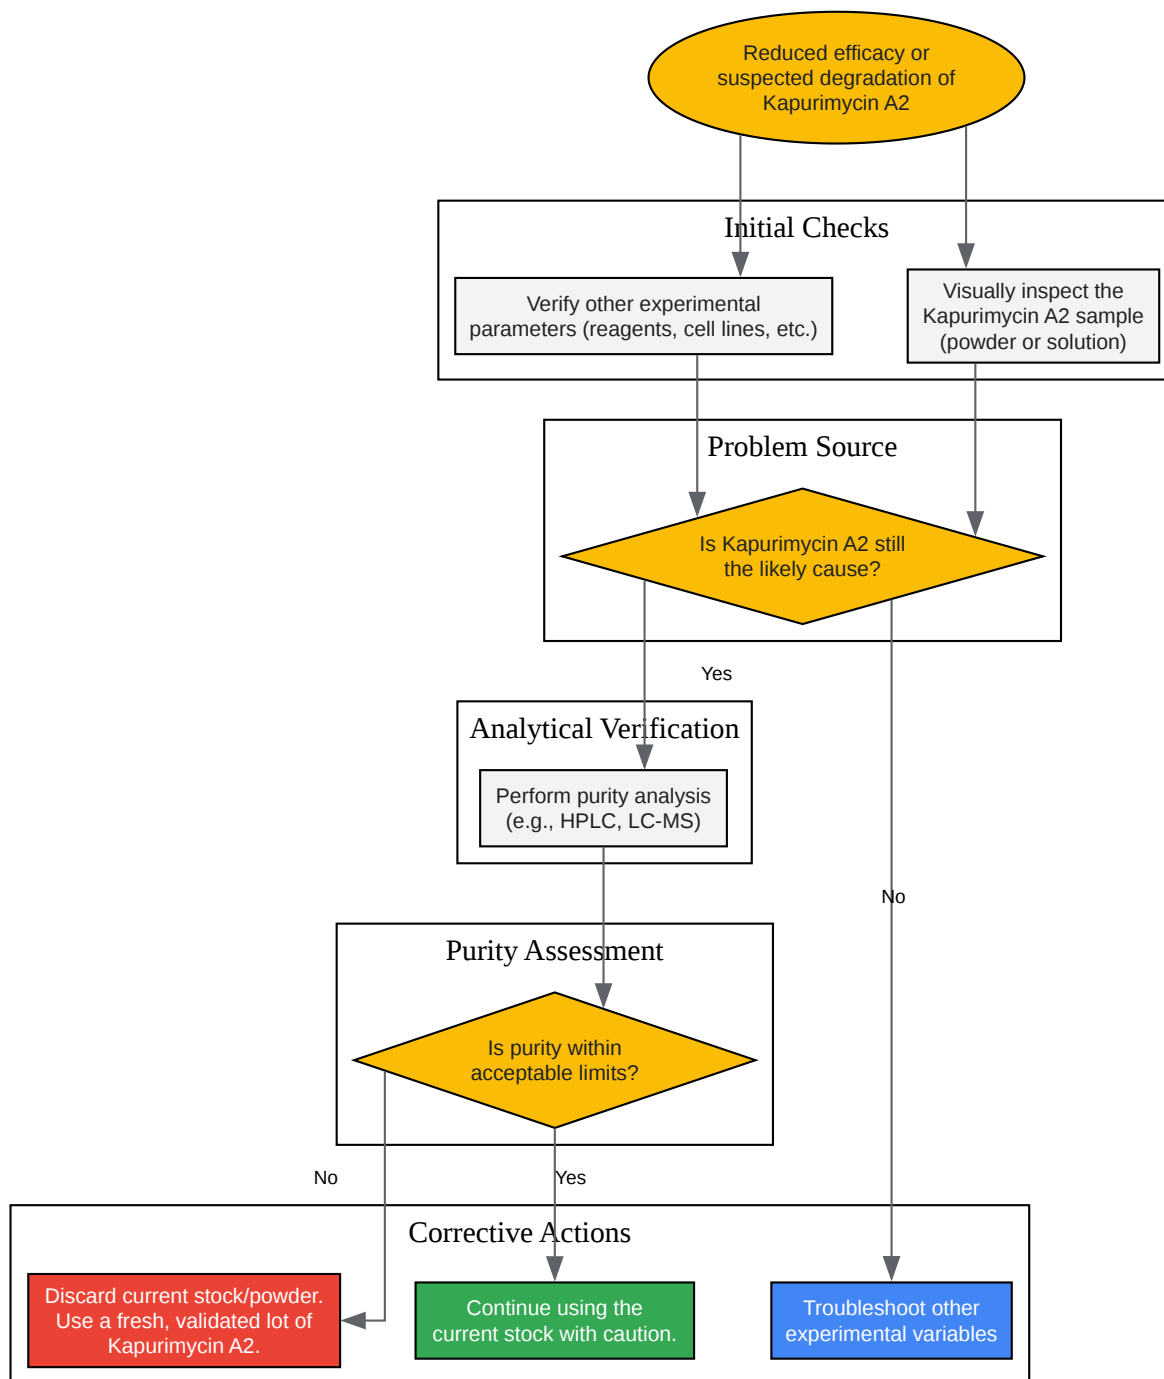 Reduced efficacy or
suspected degradation of
Kapurimycin A2
Initial Checks
Verify other experimental
parameters (reagents, cell lines, etc.)
Visually inspect the
Kapurimycin A2 sample
(powder or solution)
Problem Source
Is Kapurimycin A2 still
the likely cause?
Yes
Analytical Verification
Perform purity analysis
(e.g., HPLC, LC-MS)
No
Purity Assessment
Is purity within
acceptable limits?
No
Yes
Corrective Actions
Discard current stock/powder.
Use a fresh, validated lot of
Kapurimycin A2.
Continue using the
current stock with caution.
Troubleshoot other
experimental variables